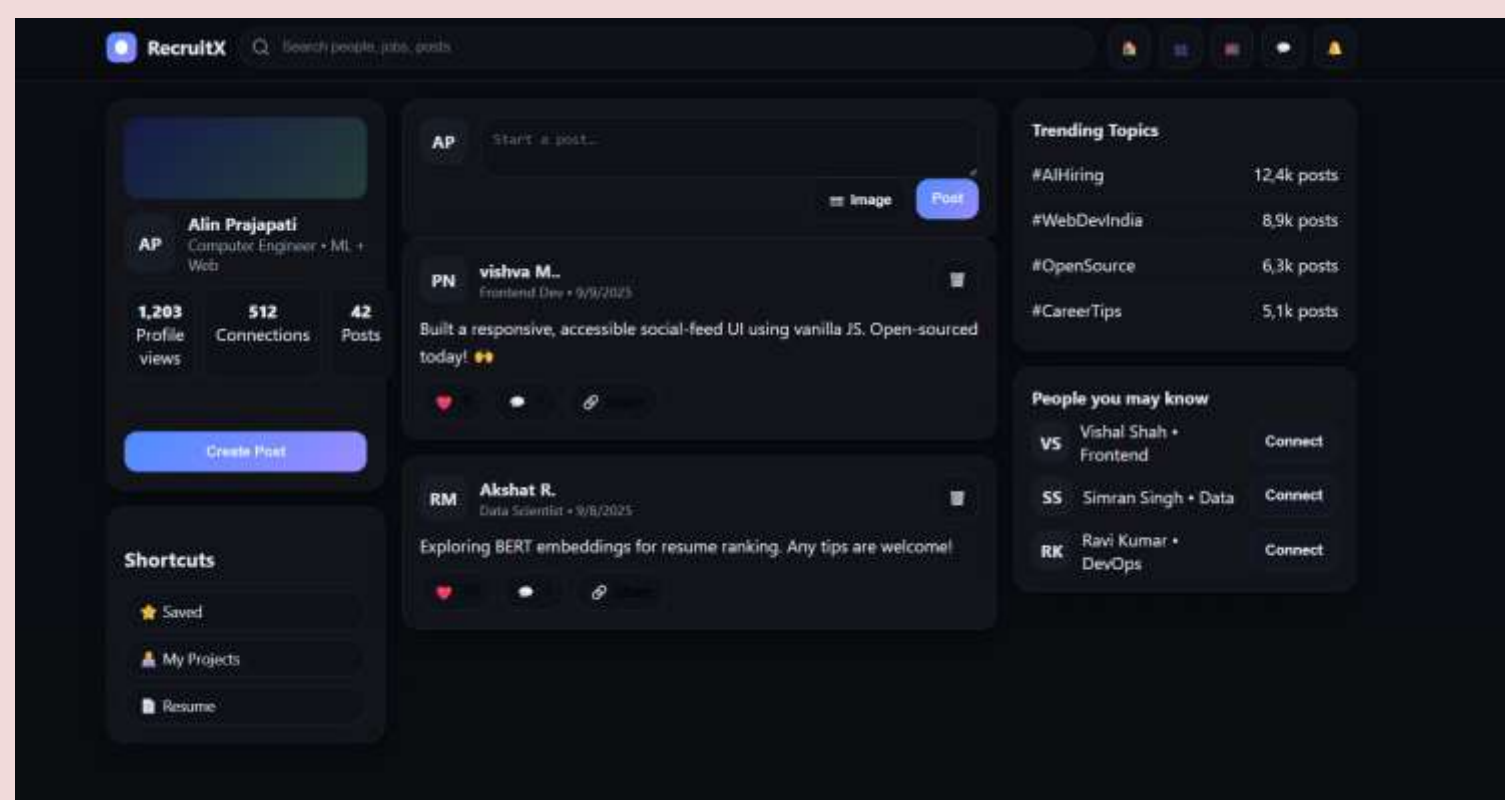 RecruitX
Search people, jobs, posts
Alin Prajapati
AP
Computer Engineer • ML +
Web
1,203
Profile
views
512
Connections
42
Posts
Create Post
Shortcuts
Saved
My Projects
Resume
AP
Start a post…
Image
Post
PN
vishva M..
Frontend Dev • 9/9/2025
Built a responsive, accessible social-feed UI using vanilla JS. Open-sourced
today! 🙌
RM
Akshat R.
Data Scientist • 9/8/2025
Exploring BERT embeddings for resume ranking. Any tips are welcome!
Trending Topics
#AIHiring 12,4k posts
#WebDevIndia 8,9k posts
#OpenSource 6,3k posts
#CareerTips 5,1k posts
People you may know
VS
Vishal Shah •
Frontend
Connect
SS
Simran Singh • Data
Connect
RK
Ravi Kumar •
DevOps
Connect